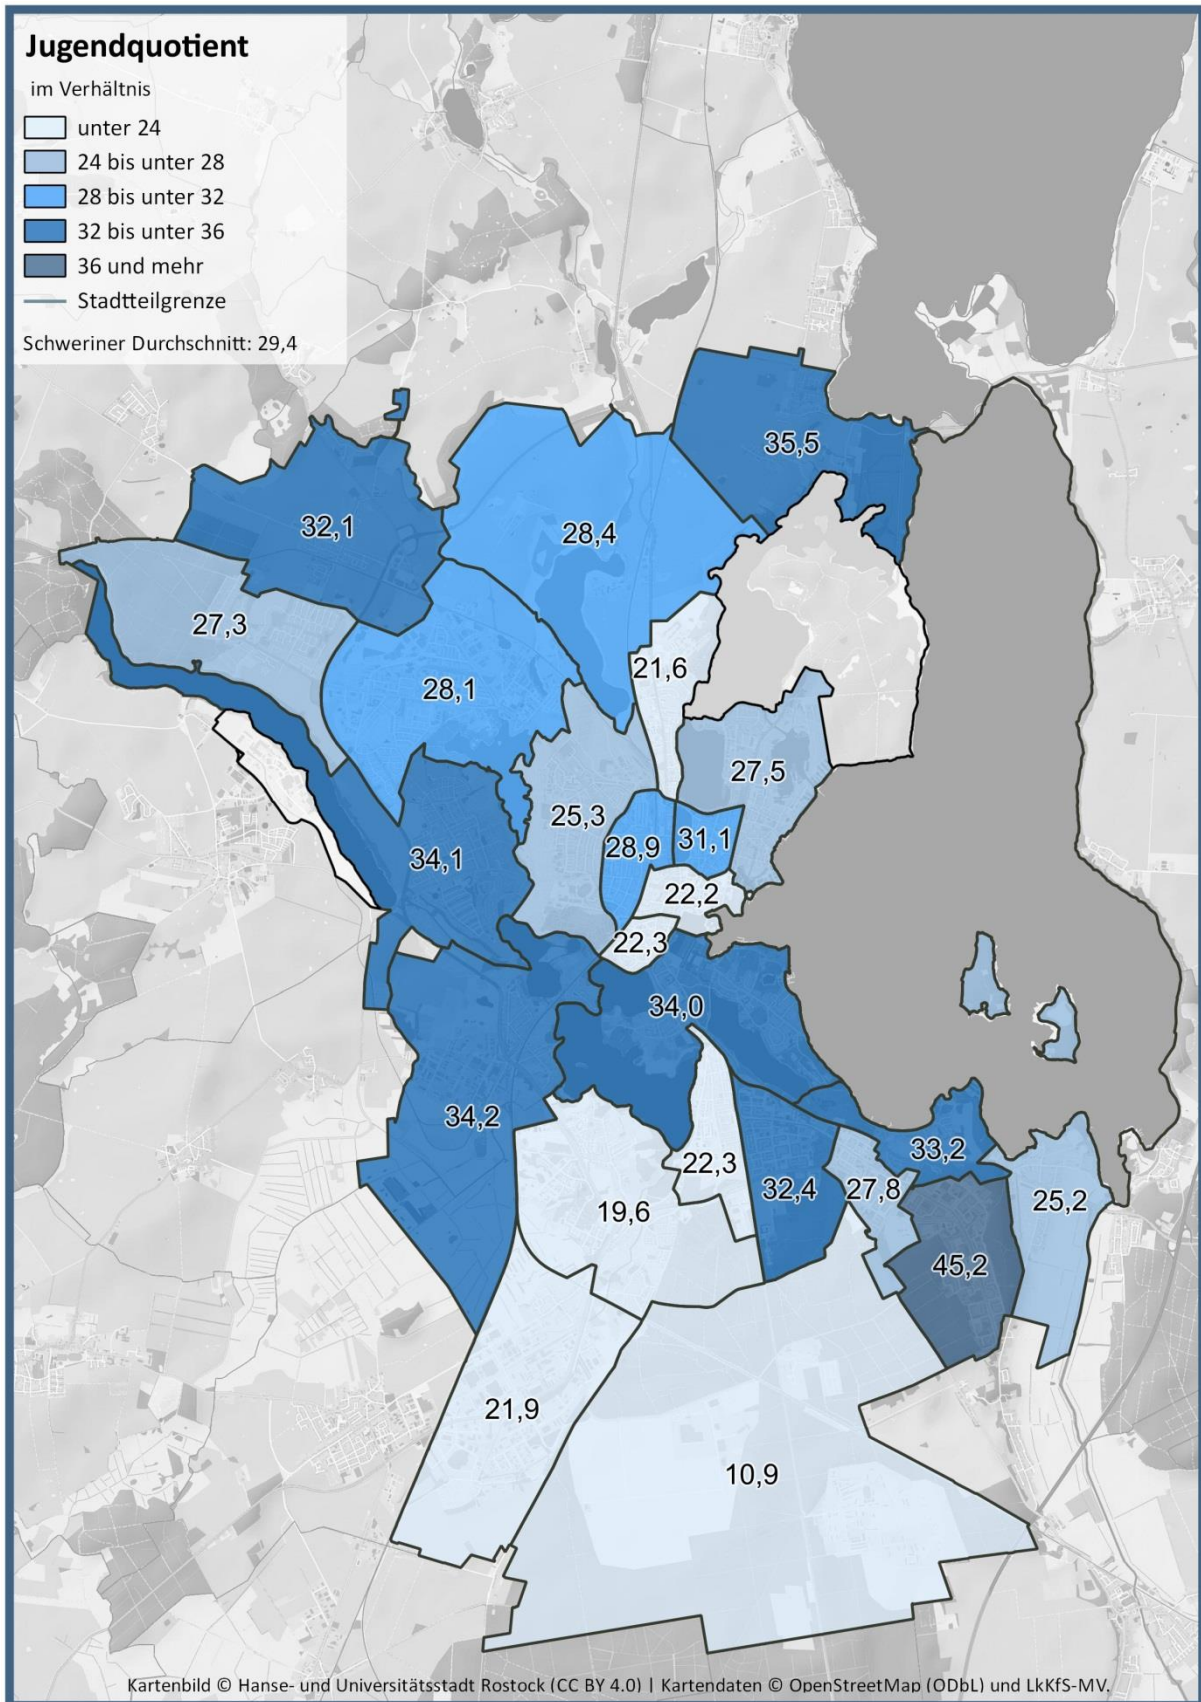 Jugendquotient
im Verhältnis
unter 24
24 bis unter 28
28 bis unter 32
32 bis unter 36
36 und mehr
Stadtteilgrenze
Schweriner Durchschnitt: 29,4
35,5
32,1
28,4
27,3
21,6
28,1
27,5
25,3
28,9
31,1
34,1
22,2
22,3
34,0
34,2
33,2
22,3
32,4
27,8
25,2
19,6
45,2
21,9
10,9
Kartenbild © Hanse- und Universitätsstadt Rostock (CC BY 4.0) | Kartendaten © OpenStreetMap (ODbL) und LkKfS-MV.